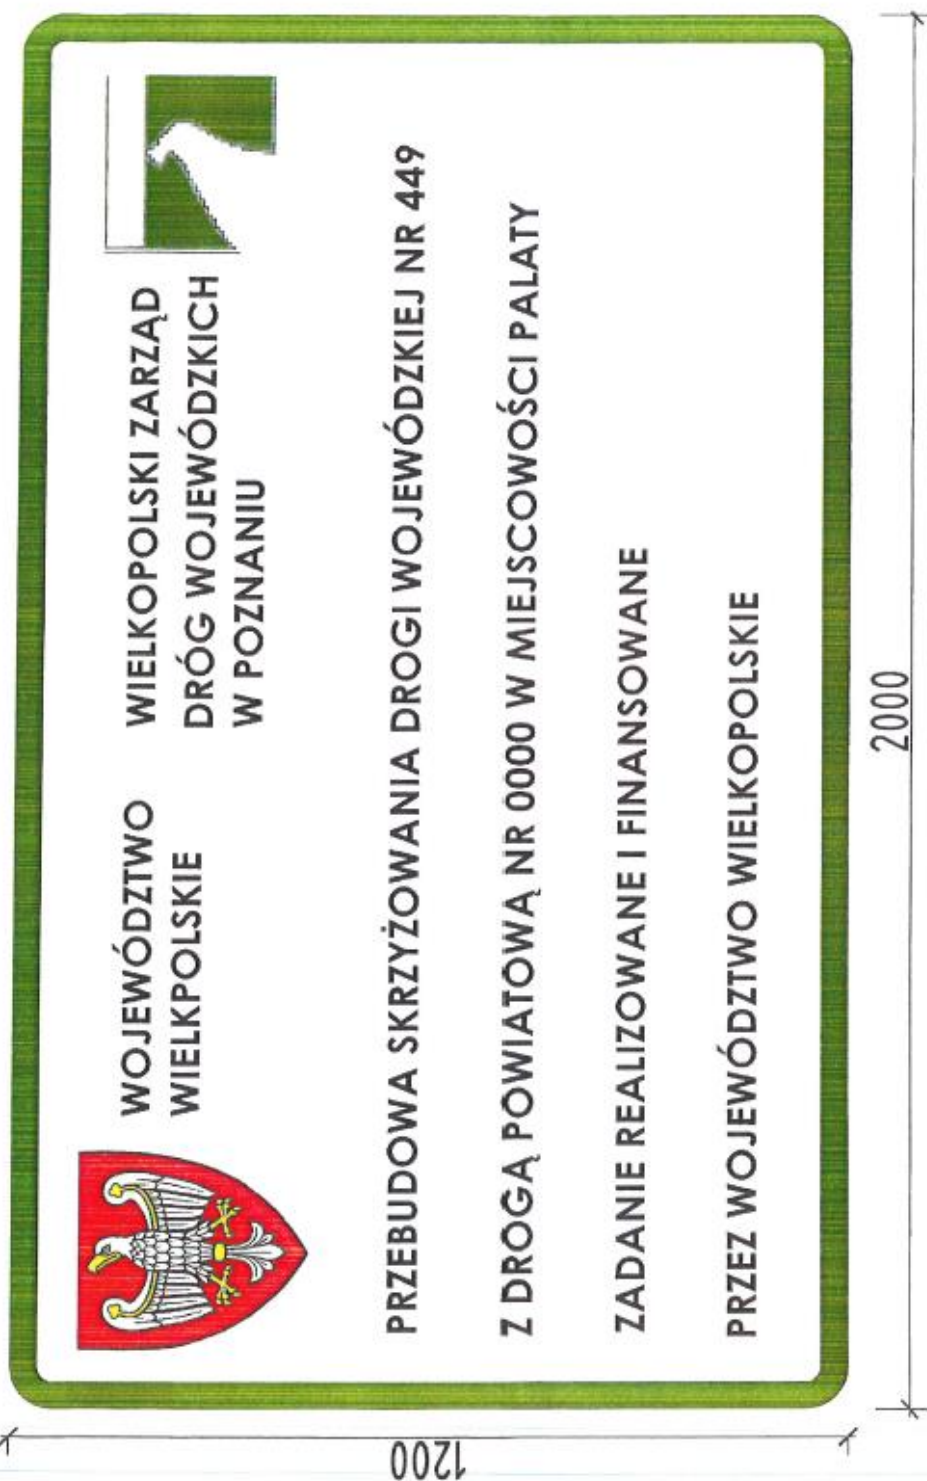 WOJEWÓDZTWO
WIELKPOLSKIE
WIELKOPOLSKI ZARZĄD
DRÓG WOJEWÓDZKICH
W POZNANIU
PRZEBUDOWA SKRZYŻOWANIA DROGI WOJEWÓDZKIEJ NR 449
Z DROGĄ POWIATOWĄ NR 0000 W MIEJSCOWOŚCI PALATY
ZADANIE REALIZOWANE I FINANSOWANE
PRZEZ WOJEWÓDZTWO WIELKOPOLSKIE
2000
1200